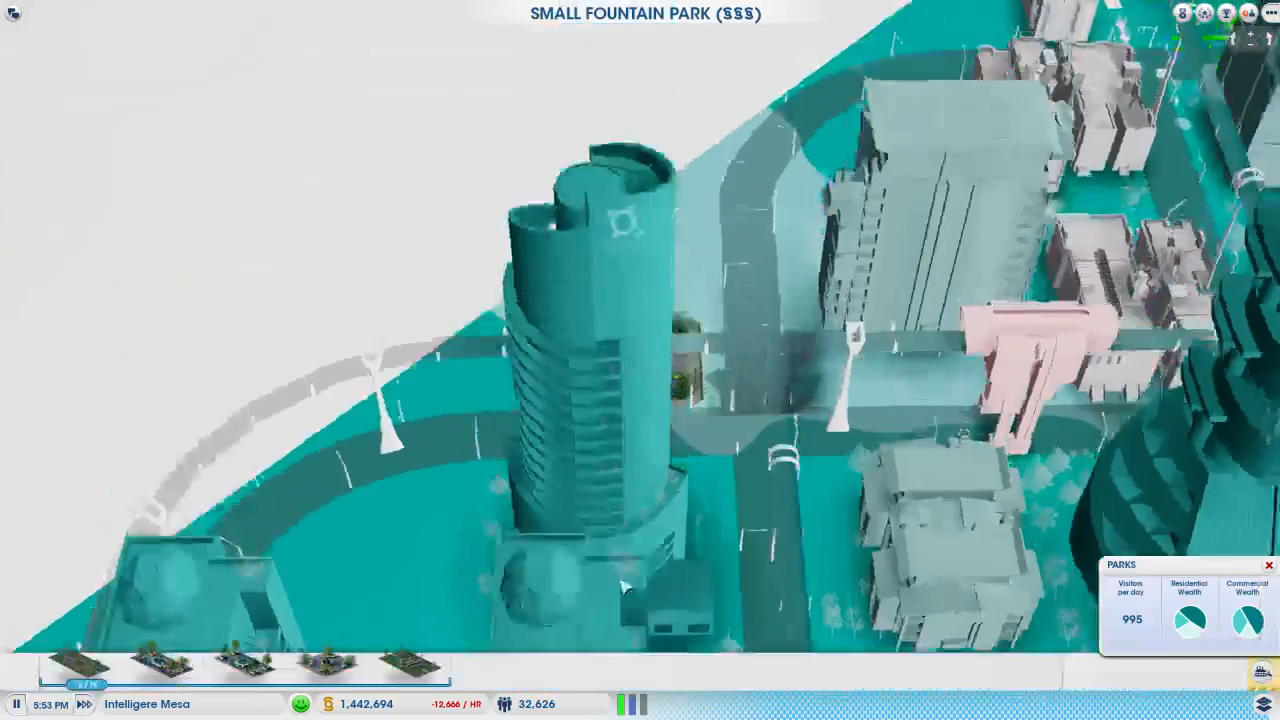 SMALL FOUNTAIN PARK (§§§)
PARKS
Visitors per day
Residential Wealth
Commercial Wealth
995
5:53 PM
Intelligere Mesa
1,442,694
-12,666 / HR
32,626